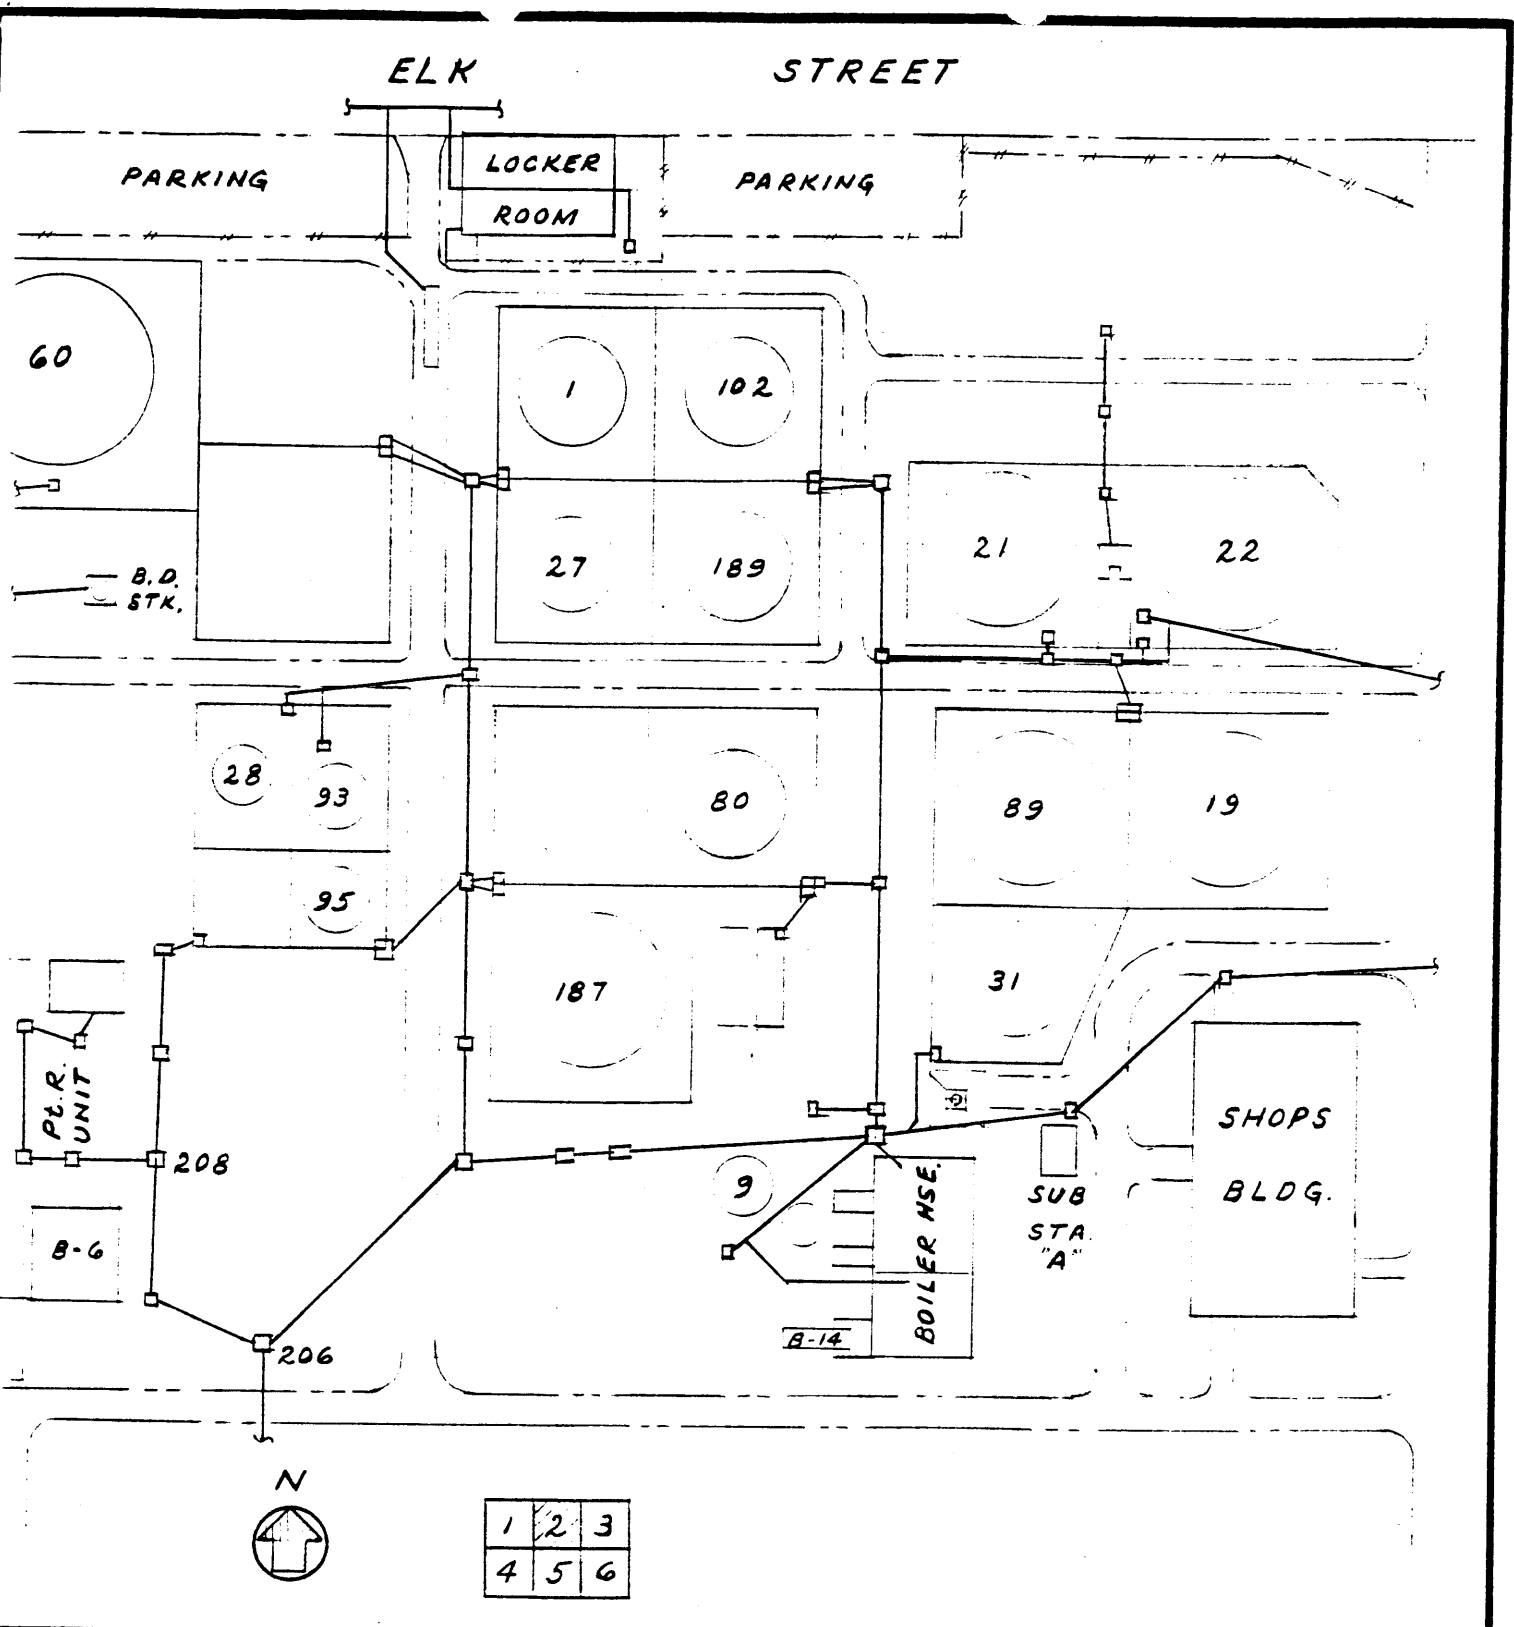 ELK STREET
PARKING
LOCKER
ROOM
PARKING
60
1
102
B.D.
STK.
27
189
21
22
28
93
80
89
19
95
187
31
Pt. R.
UNIT
208
9
BOILER HSE.
SUB
STA.
"A"
SHOPS
BLDG.
B-6
B-14
206
N
1 2 3
4 5 6